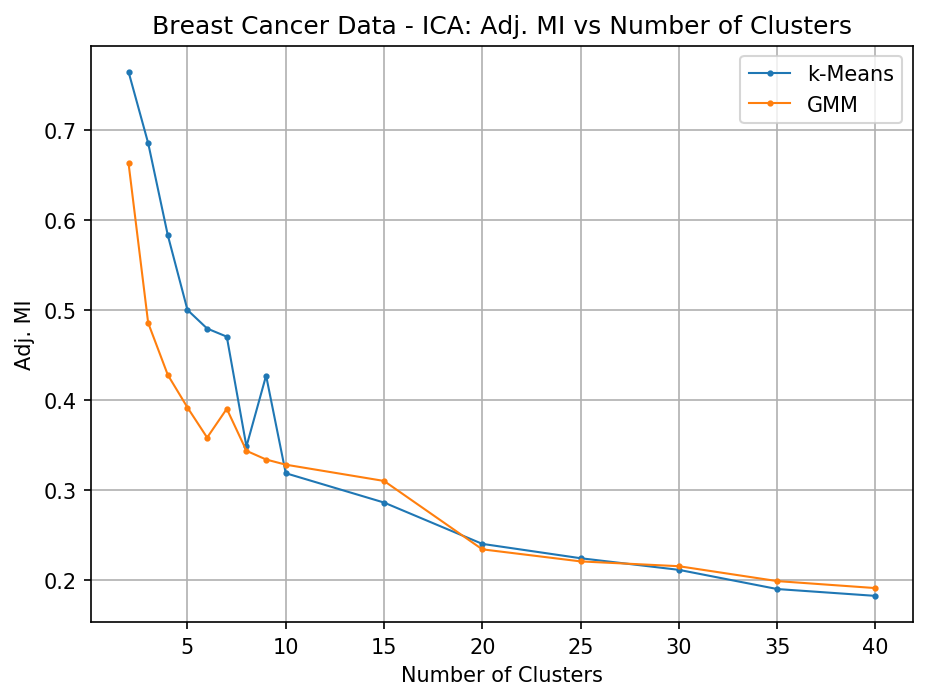 Breast Cancer Data - ICA: Adj. MI vs Number of Clusters
k-Means
GMM
Adj. MI
0.7
0.6
0.5
0.4
0.3
0.2
5 10 15 20 25 30 35 40
Number of Clusters